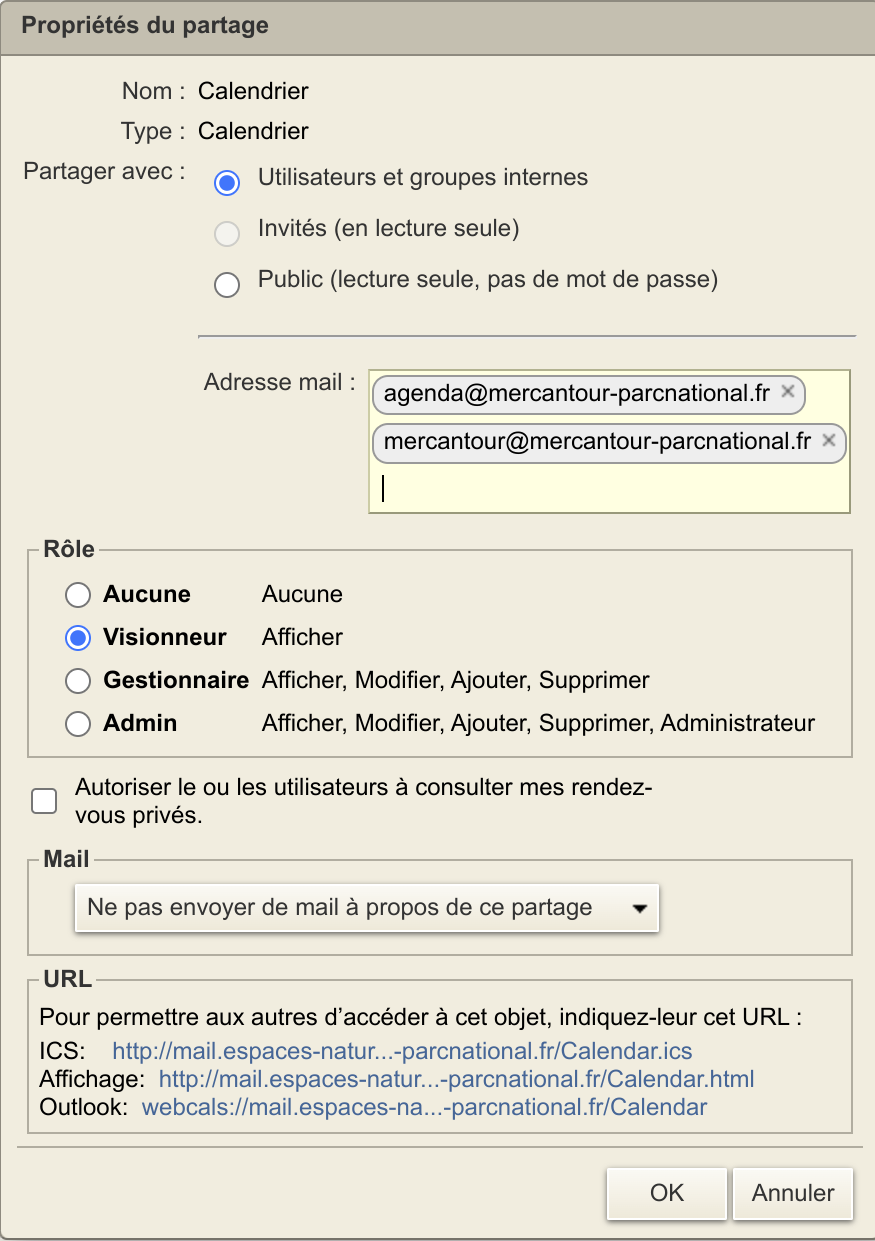 Propriétés du partage
Nom : Calendrier
Type : Calendrier
Partager avec :
Utilisateurs et groupes internes
Invités (en lecture seule)
Public (lecture seule, pas de mot de passe)
Adresse mail :
agenda@mercantour-parcnational.fr ×
mercantour@mercantour-parcnational.fr ×
Rôle
Aucune Aucune
Visionneur Afficher
Gestionnaire Afficher, Modifier, Ajouter, Supprimer
Admin Afficher, Modifier, Ajouter, Supprimer, Administrateur
Autoriser le ou les utilisateurs à consulter mes rendez-
vous privés.
Mail
Ne pas envoyer de mail à propos de ce partage
URL
Pour permettre aux autres d’accéder à cet objet, indiquez-leur cet URL :
ICS: http://mail.espaces-natur...-parcnational.fr/Calendar.ics
Affichage: http://mail.espaces-natur...-parcnational.fr/Calendar.html
Outlook: webcals://mail.espaces-na...-parcnational.fr/Calendar
OK Annuler